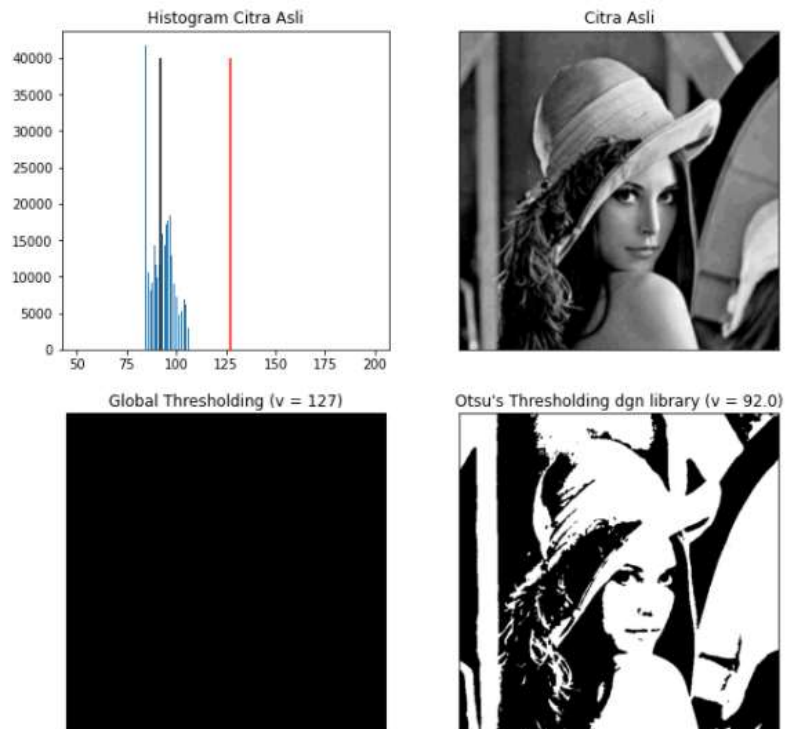 Histogram Citra Asli
Citra Asli
40000
35000
30000
25000
20000
15000
10000
5000
0
50 75 100 125 150 175 200
Global Thresholding (v = 127)
Otsu's Thresholding dgn library (v = 92.0)